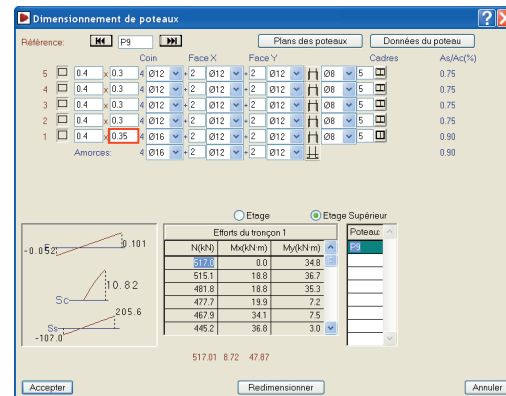 Dimensionnement de poteaux
Référence: P9 Plans des poteaux Données du poteau
Coin Face X Face Y Cadres As/Ac(%)
5 0.4 x 0.3 4 Ø12 + 2 Ø12 + 2 Ø12 Ø8 5 0.75
4 0.4 x 0.3 4 Ø12 + 2 Ø12 + 2 Ø12 Ø8 5 0.75
3 0.4 x 0.3 4 Ø12 + 2 Ø12 + 2 Ø12 Ø8 5 0.75
2 0.4 x 0.3 4 Ø12 + 2 Ø12 + 2 Ø12 Ø8 5 0.75
1 0.4 x 0.35 4 Ø16 + 2 Ø12 + 2 Ø12 Ø8 5 0.90
Amorces: 4 Ø16 + 2 Ø12 + 2 Ø12 0.90
Etage Etage Supérieur
Efforts du tronçon 1 Poteau:
N(kN) Mx(kN·m) My(kN·m) P9
517.0 0.0 34.8
515.1 18.8 36.7
481.8 18.8 35.3
477.7 19.9 7.2
467.9 34.1 7.5
445.2 36.8 3.0
-0.052 0.101
Sc 10.82
Ss 205.6
-107.0
517.01 8.72 47.87
Accepter Redimensionner Annuler